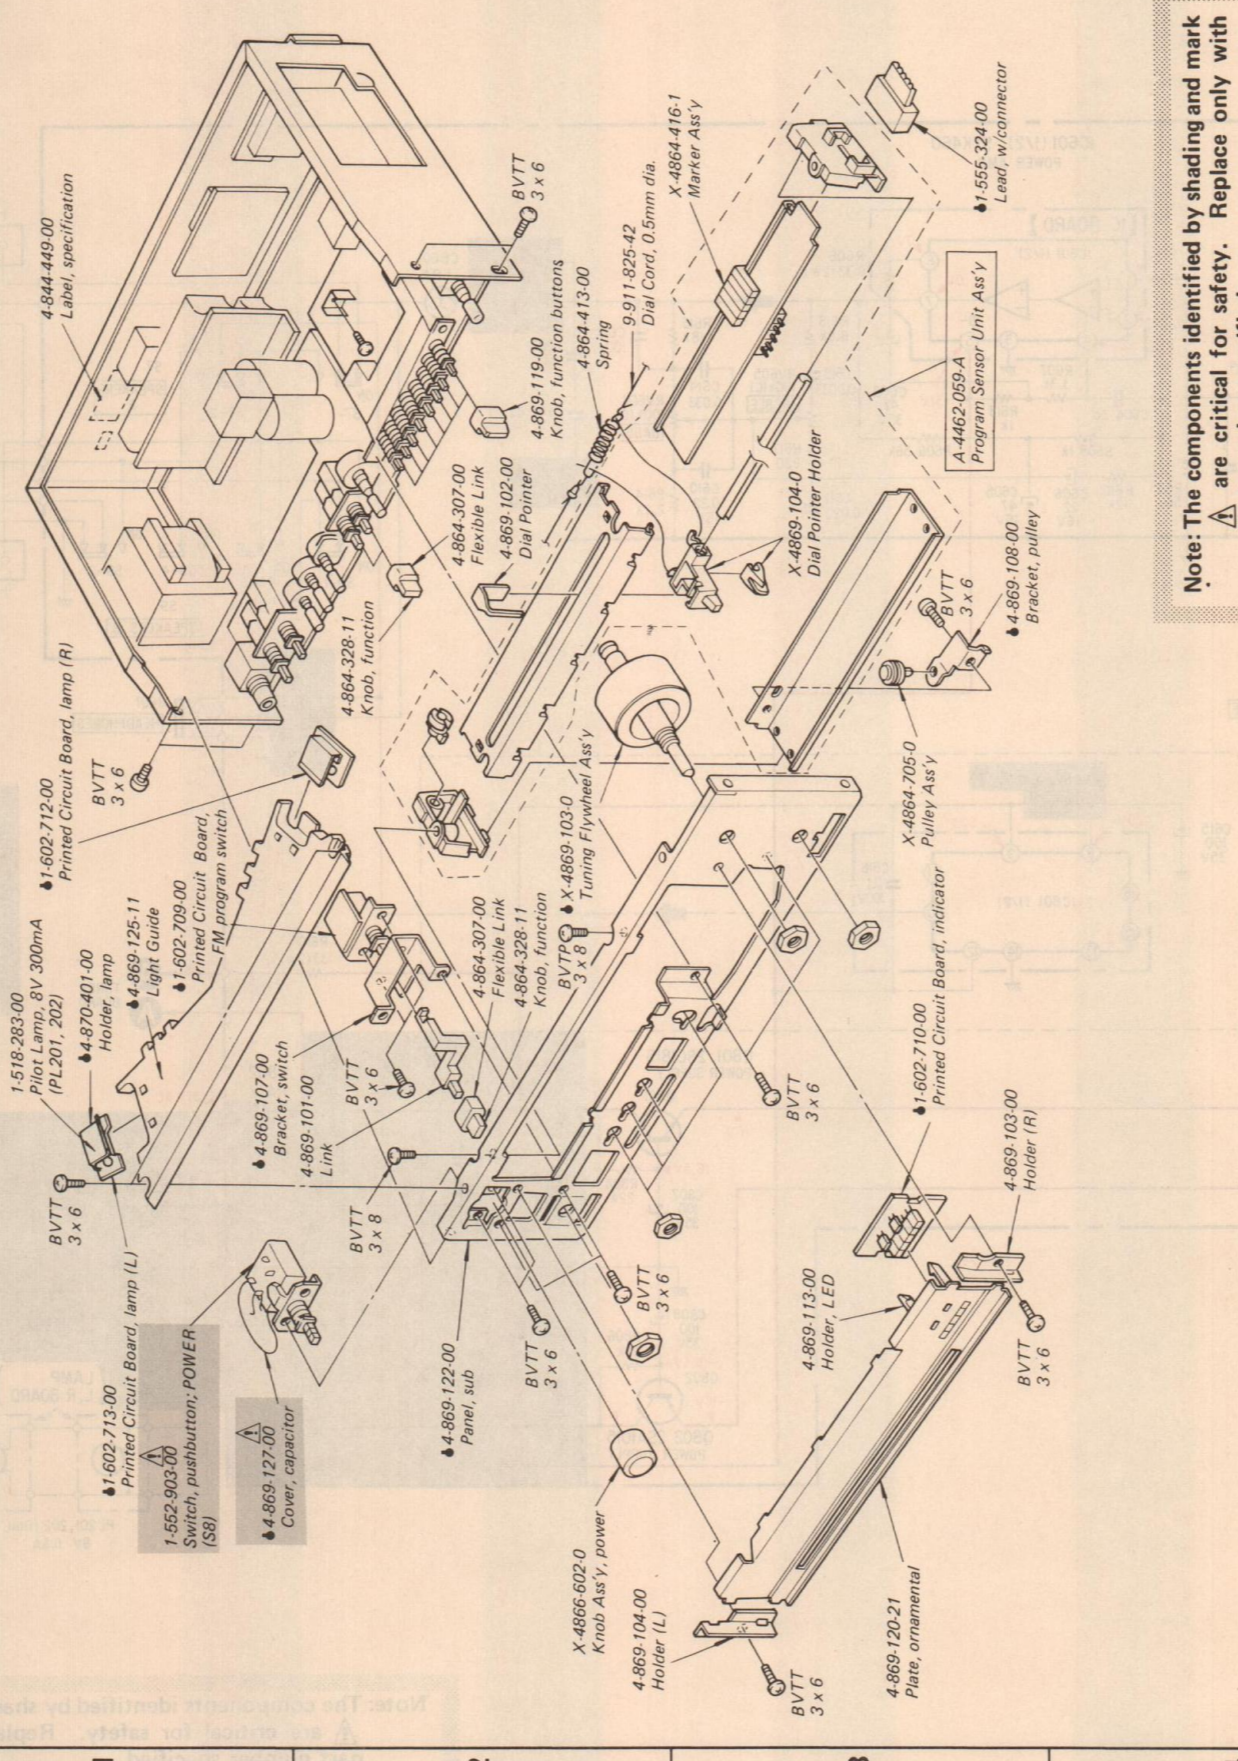 4-844-449-00
Label, specification
BVTT
3 x 6
4-869-119-00
Knob, function buttons
4-864-413-00
Spring
9-911-825-42
Dial Cord, 0.5mm dia.
X-4864-416-1
Marker Ass'y
1-555-324-00
Lead, w/connector
A-4462-059-A
Program Sensor Unit Ass'y
4-864-307-00
Flexible Link
4-869-102-00
Dial Pointer
X-4869-104-0
Dial Pointer Holder
4-864-328-11
Knob, function
BVTT
3 x 6
4-869-108-00
Bracket, pulley
X-4864-705-0
Pulley Ass'y
1-602-712-00
Printed Circuit Board, lamp (R)
BVTT
3 x 6
1-518-283-00
Pilot Lamp, 8V 300mA
(PL201, 202)
4-870-401-00
Holder, lamp
4-869-125-11
Light Guide
1-602-709-00
Printed Circuit Board,
FM program switch
X-4869-103-0
Tuning Flywheel Ass'y
BVTP
3 x 8
4-864-307-00
Flexible Link
4-864-328-11
Knob, function
4-869-107-00
Bracket, switch
4-869-101-00
Link
BVTT
3 x 6
BVTT
3 x 6
BVTT
3 x 8
1-602-713-00
Printed Circuit Board, lamp (L)
1-552-903-00
Switch, pushbutton; POWER
(S8)
4-869-127-00
Cover, capacitor
4-869-122-00
Panel, sub
BVTT
3 x 6
BVTT
3 x 6
BVTT
3 x 6
1-602-710-00
Printed Circuit Board, indicator
4-869-103-00
Holder (R)
4-869-113-00
Holder, LED
BVTT
3 x 6
X-4866-602-0
Knob Ass'y, power
4-869-104-00
Holder (L)
BVTT
3 x 6
4-869-120-21
Plate, ornamental
Note: The components identified by shading and mark
⚠ are critical for safety. Replace only with